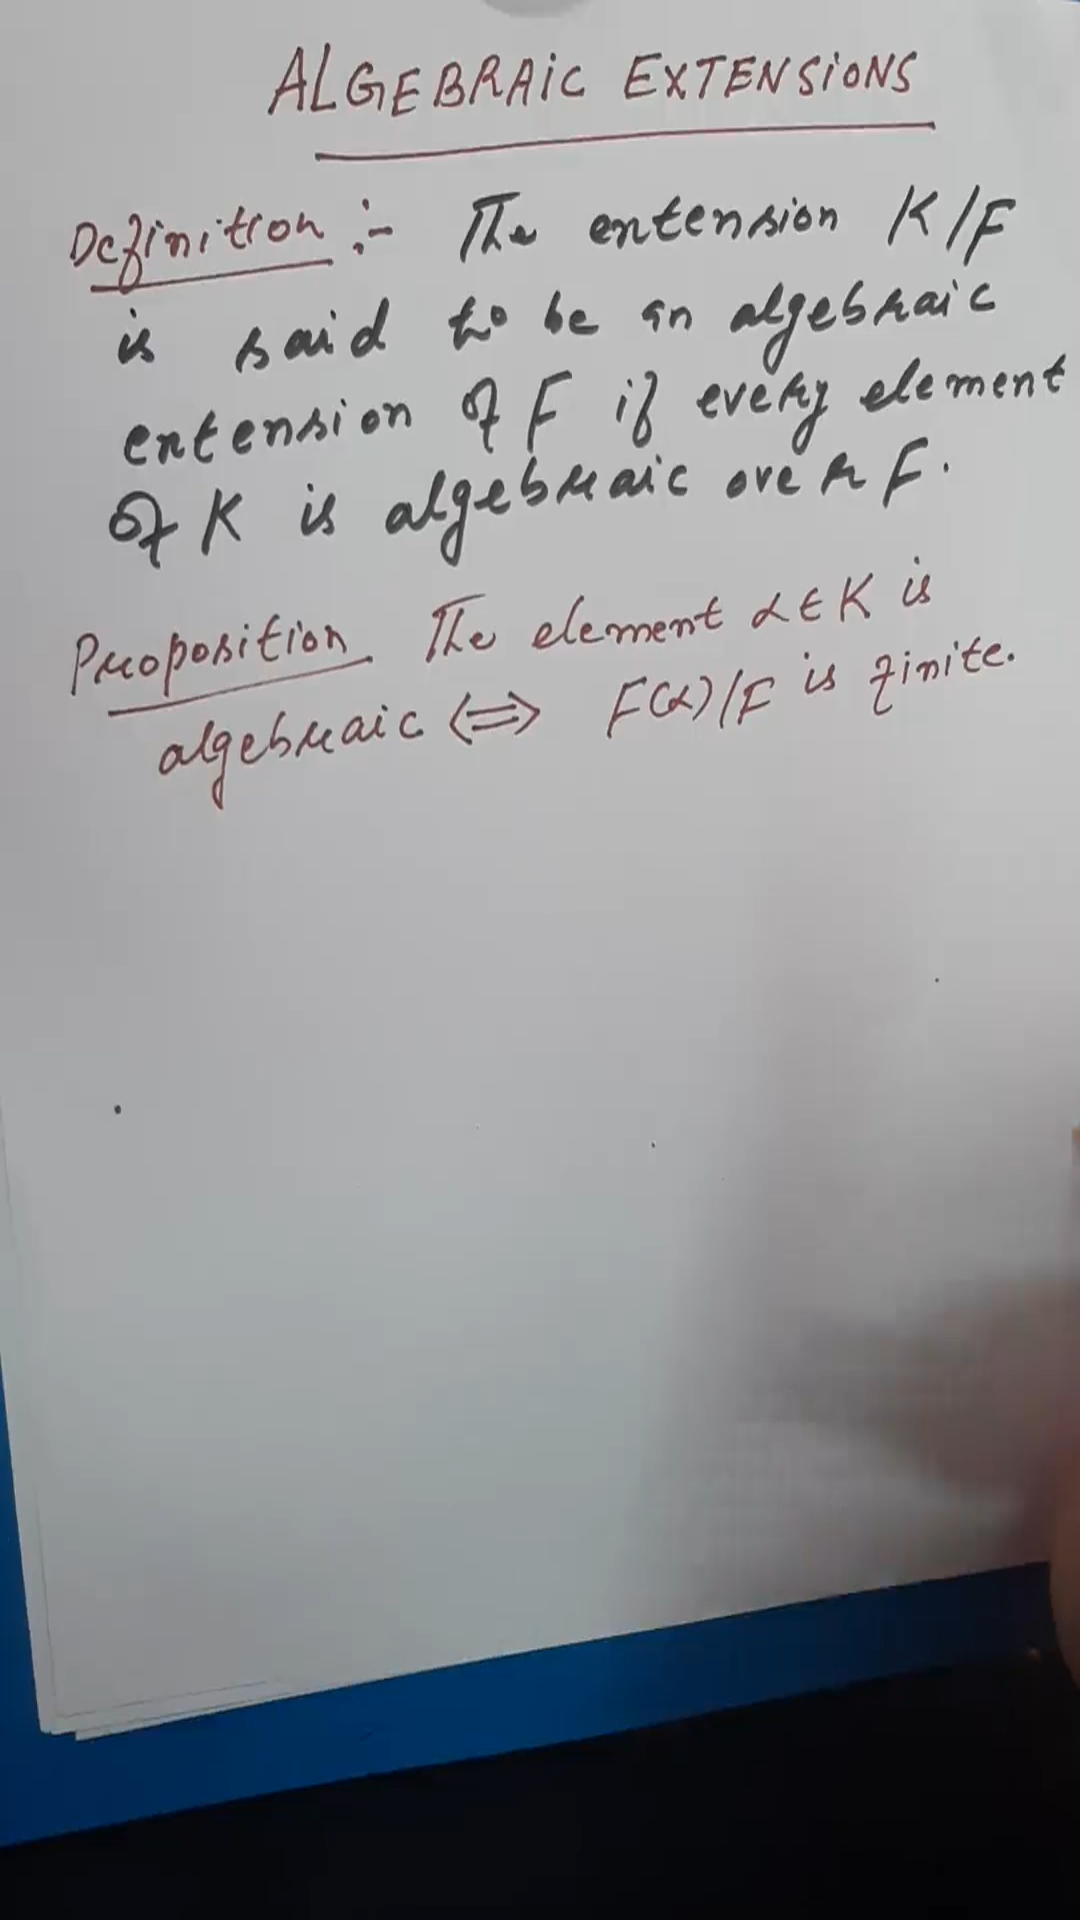 ALGEBRAiC EXTENSiONS
Definition :- The extension K/F
is said to be an algebraic
extension of F if every element
of K is algebraic over F.
Proposition The element α ∈ K is
algebraic <=> F(α)/F is finite.